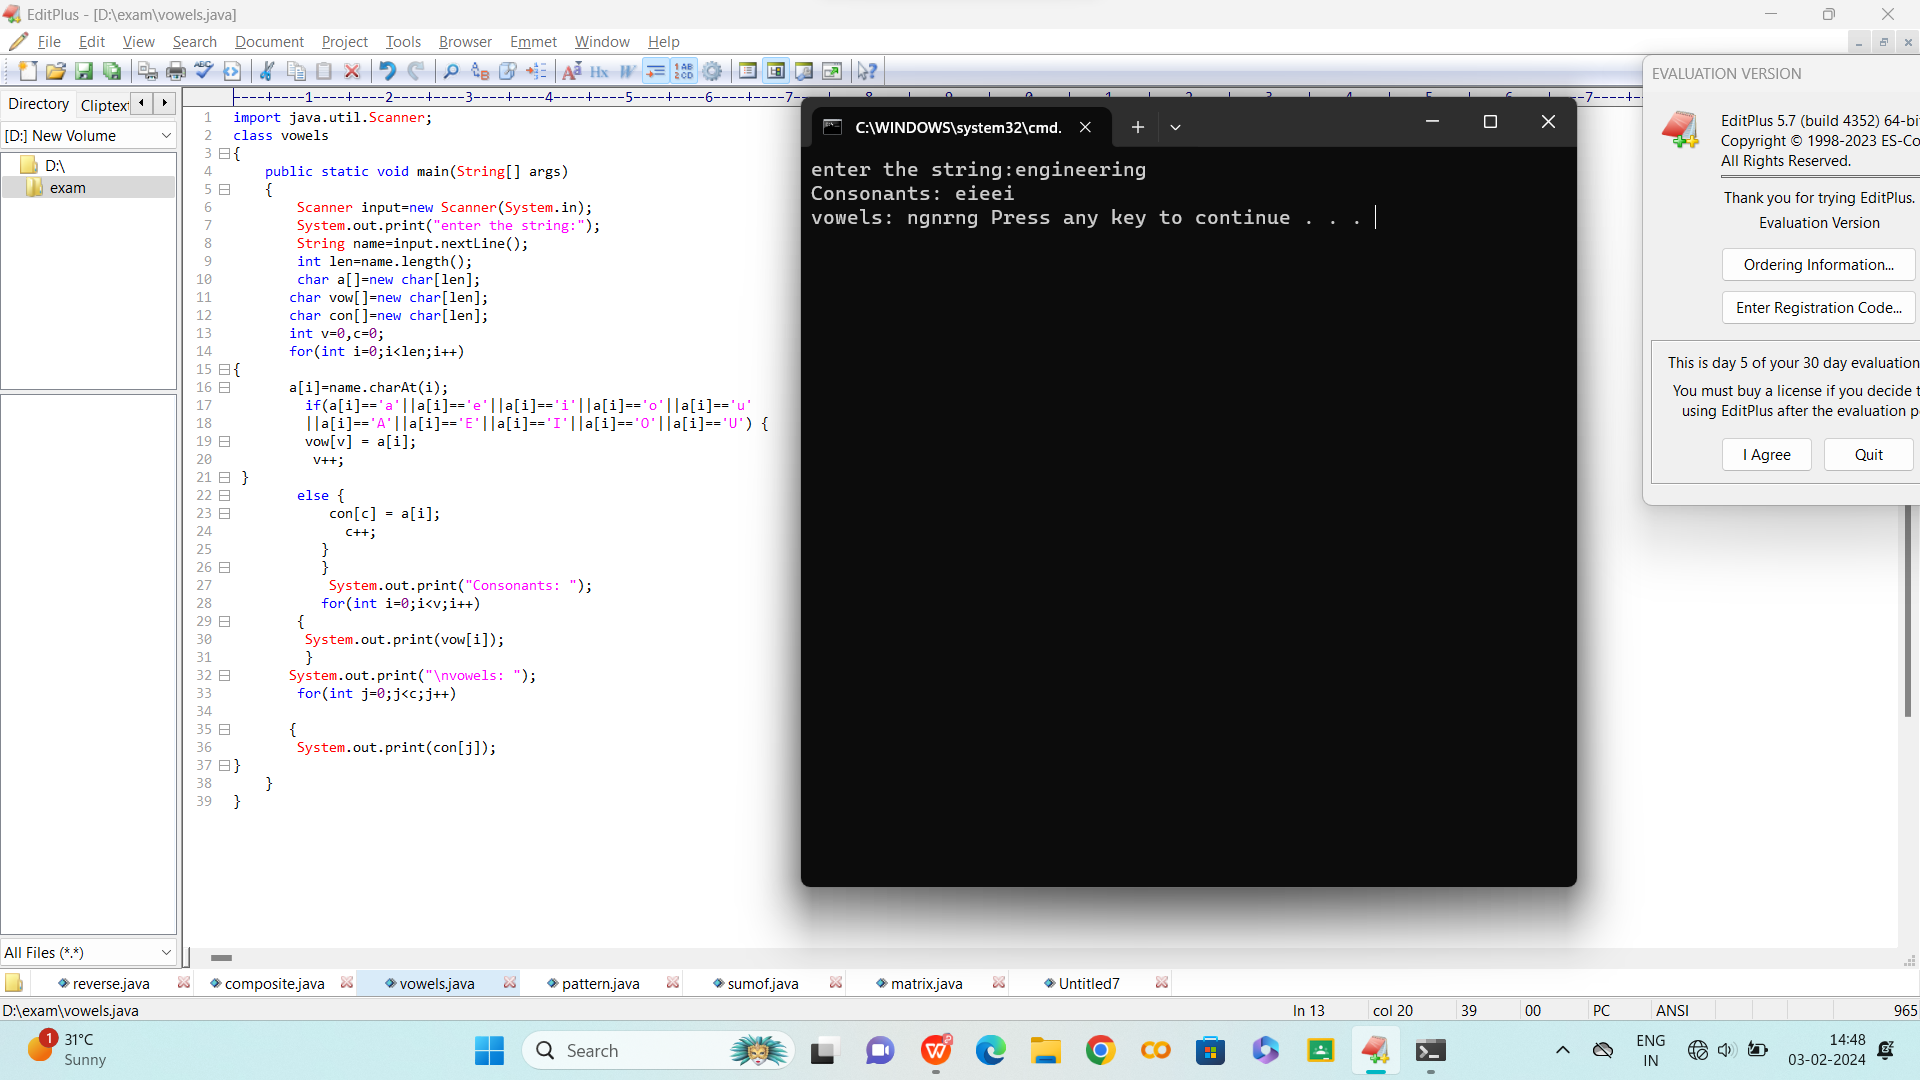 EditPlus - [D:\exam\vowels.java]
File Edit View Search Document Project Tools Browser Emmet Window Help
Directory Cliptext
[D:] New Volume
D:\
exam
All Files (*.*)
1 import java.util.Scanner;
2 class vowels
3 {
4 public static void main(String[] args)
5 {
6 Scanner input=new Scanner(System.in);
7 System.out.print("enter the string:");
8 String name=input.nextLine();
9 int len=name.length();
10 char a[]=new char[len];
11 char vow[]=new char[len];
12 char con[]=new char[len];
13 int v=0,c=0;
14 for(int i=0;i<len;i++)
15 {
16 a[i]=name.charAt(i);
17 if(a[i]=='a'||a[i]=='e'||a[i]=='i'||a[i]=='o'||a[i]=='u'
18 ||a[i]=='A'||a[i]=='E'||a[i]=='I'||a[i]=='O'||a[i]=='U') {
19 vow[v] = a[i];
20 v++;
21 }
22 else {
23 con[c] = a[i];
24 c++;
25 }
26 }
27 System.out.print("Consonants: ");
28 for(int i=0;i<v;i++)
29 {
30 System.out.print(vow[i]);
31 }
32 System.out.print("\nvowels: ");
33 for(int j=0;j<c;j++)
34
35 {
36 System.out.print(con[j]);
37 }
38 }
39 }
C:\WINDOWS\system32\cmd.
enter the string:engineering
Consonants: eieei
vowels: ngnrng Press any key to continue . . .
EVALUATION VERSION
EditPlus 5.7 (build 4352) 64-bi
Copyright © 1998-2023 ES-Co
All Rights Reserved.
Thank you for trying EditPlus.
Evaluation Version
Ordering Information...
Enter Registration Code...
This is day 5 of your 30 day evaluation
You must buy a license if you decide t
using EditPlus after the evaluation p
I Agree Quit
reverse.java composite.java vowels.java pattern.java sumof.java matrix.java Untitled7
D:\exam\vowels.java ln 13 col 20 39 00 PC ANSI 965
1 31°C
Sunny
Search
ENG
IN
14:48
03-02-2024